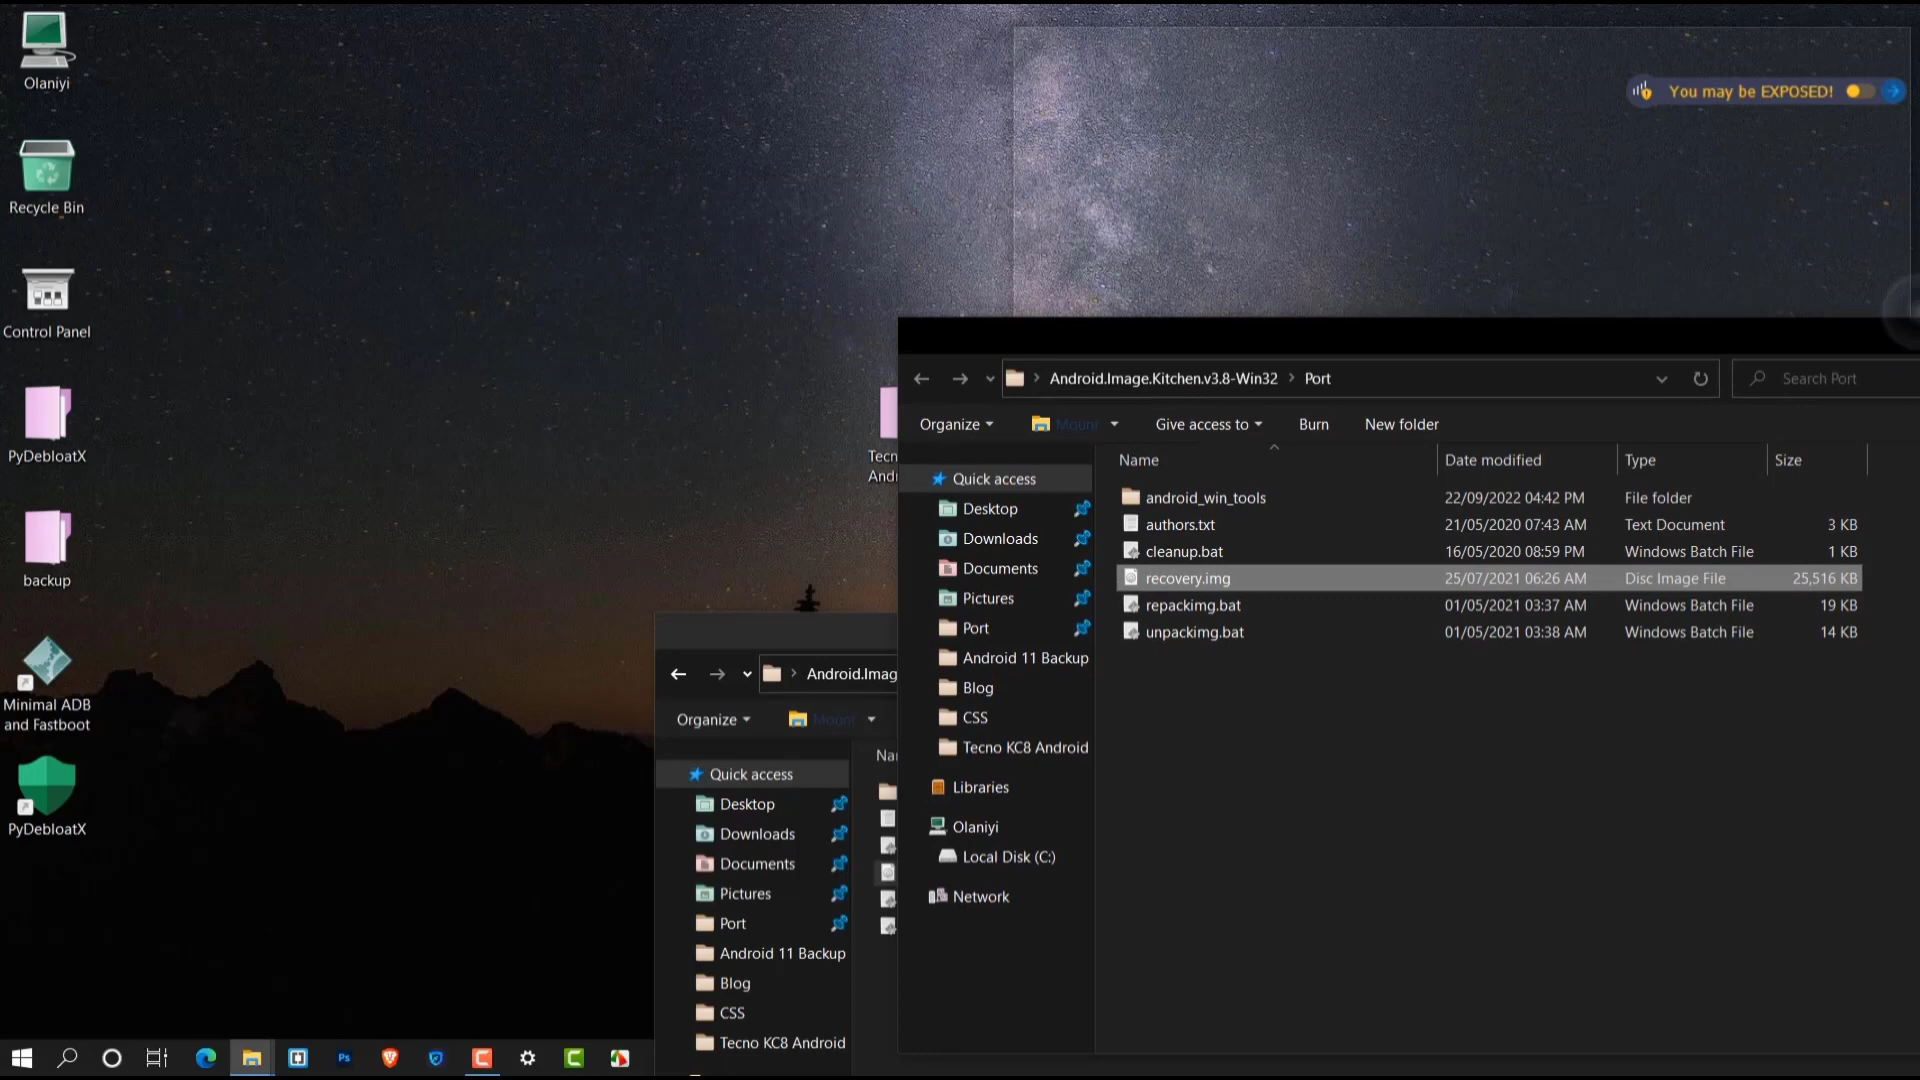 Olaniyi
Recycle Bin
Control Panel
PyDebloatX
backup
Minimal ADB
and Fastboot
PyDebloatX
Tecn
Andr
You may be EXPOSED!
Android.Image.Kitchen.v3.8-Win32
Port
Search Port
Organize
Mount
Give access to
Burn
New folder
Name
Date modified
Type
Size
android_win_tools 22/09/2022 04:42 PM File folder
authors.txt 21/05/2020 07:43 AM Text Document 3 KB
cleanup.bat 16/05/2020 08:59 PM Windows Batch File 1 KB
recovery.img 25/07/2021 06:26 AM Disc Image File 25,516 KB
repackimg.bat 01/05/2021 03:37 AM Windows Batch File 19 KB
unpackimg.bat 01/05/2021 03:38 AM Windows Batch File 14 KB
Quick access
Desktop
Downloads
Documents
Pictures
Port
Android 11 Backup
Blog
CSS
Tecno KC8 Android
Libraries
Olaniyi
Local Disk (C:)
Network
Android.Imag
Organize
Mount
Nar
Quick access
Desktop
Downloads
Documents
Pictures
Port
Android 11 Backup
Blog
CSS
Tecno KC8 Android
Ps